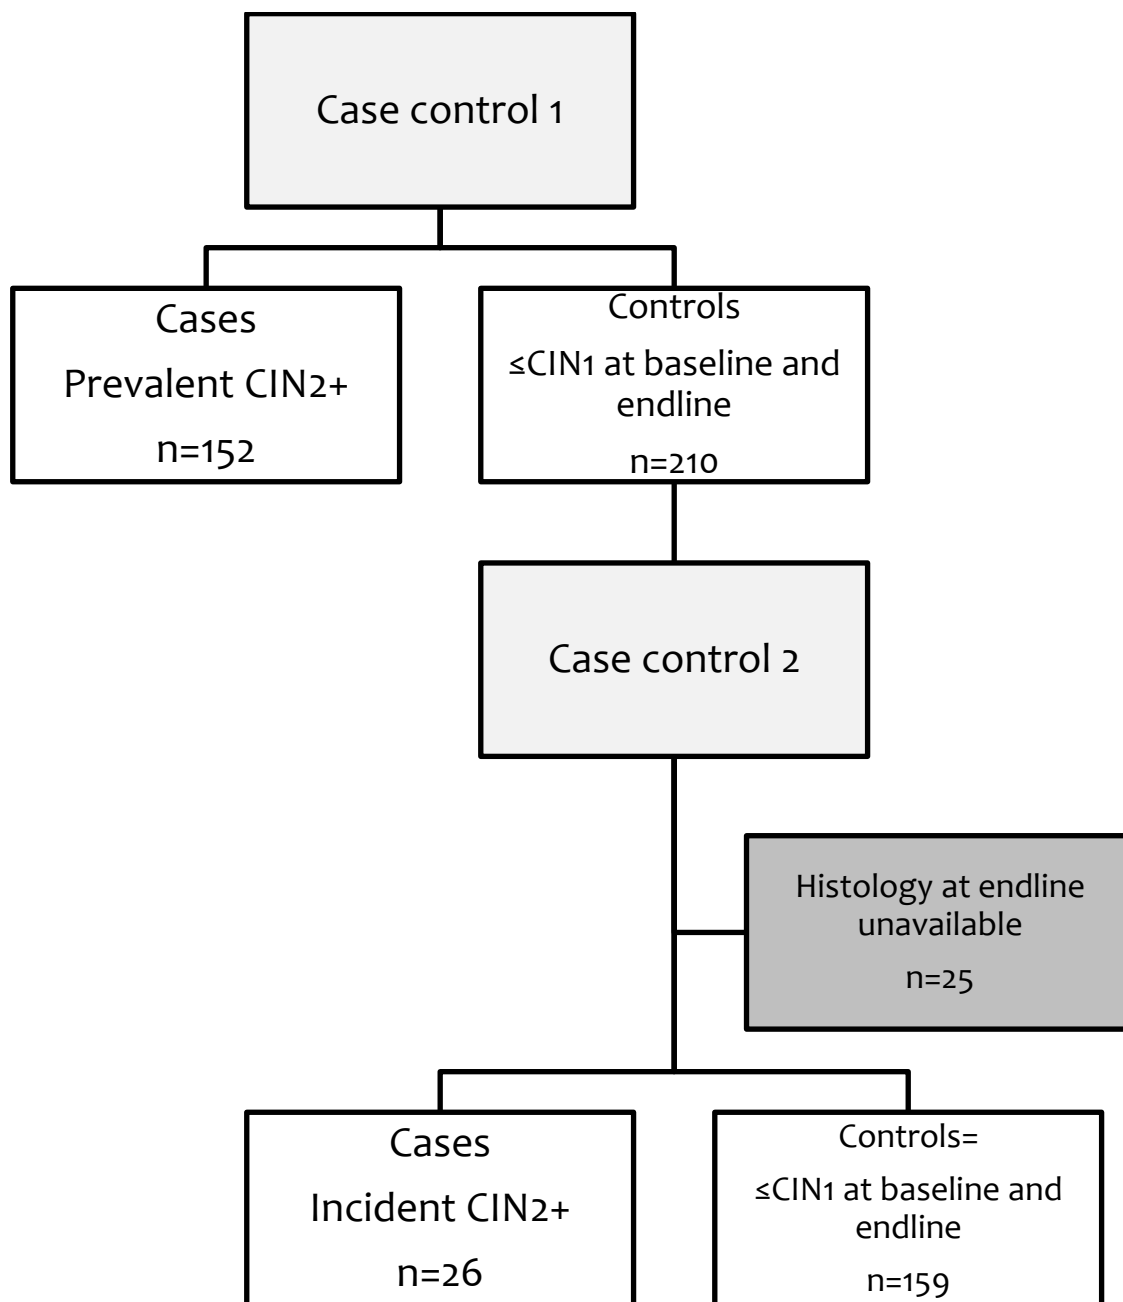 Case control 1
Cases
Prevalent CIN2+
n=152
Controls
≤CIN1 at baseline and
endline
n=210
Case control 2
Histology at endline
unavailable
n=25
Cases
Incident CIN2+
n=26
Controls=
≤CIN1 at baseline and
endline
n=159